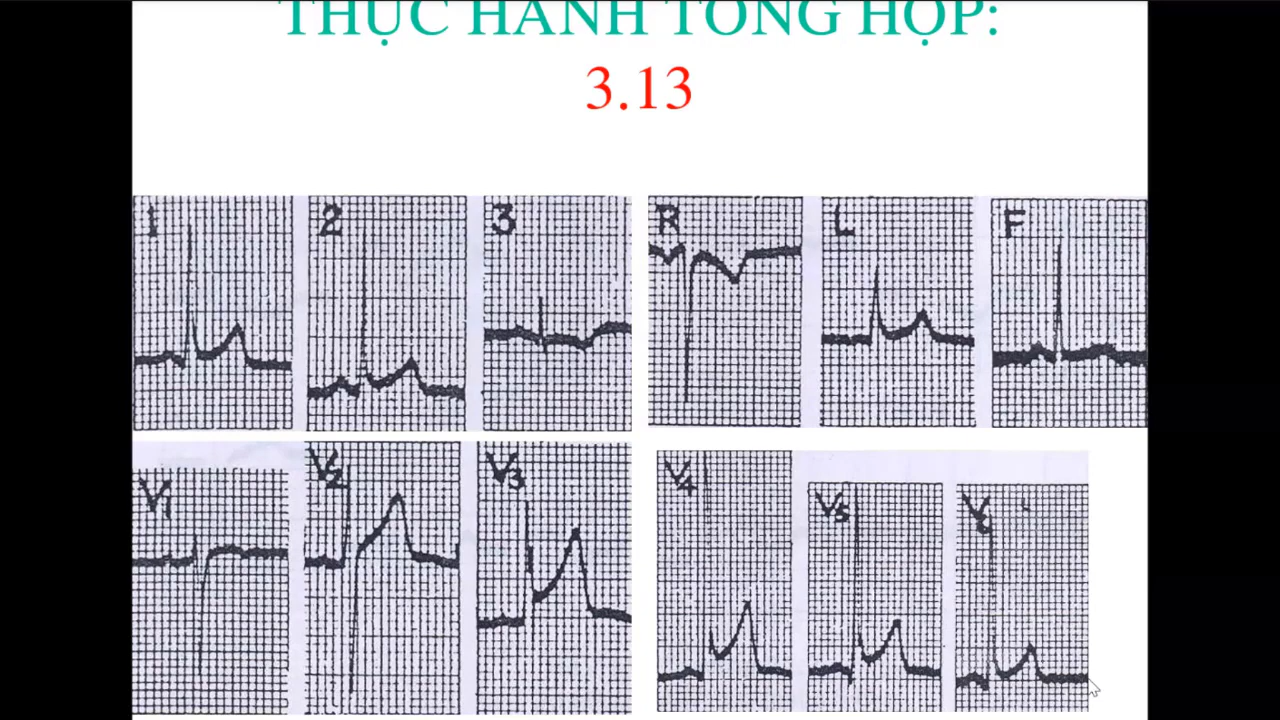 THỰC HÀNH TỔNG HỢP:
3.13
1 2 3 R L F
V1 V2 V3 V4 V5 V6